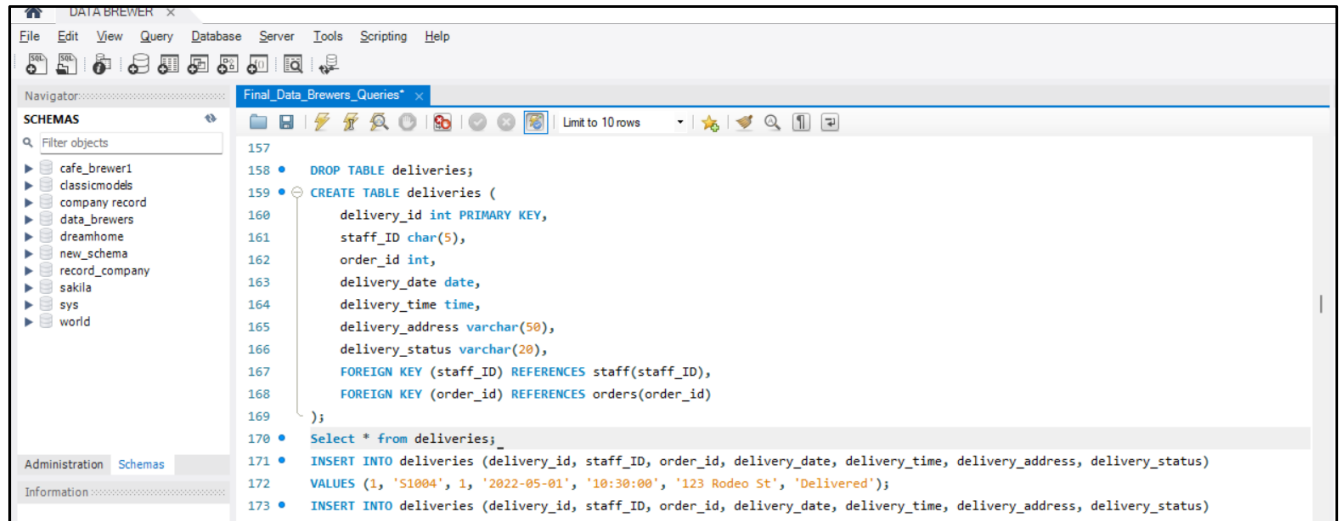 DATA BREWER ×
File Edit View Query Database Server Tools Scripting Help
Navigator
Final_Data_Brewers_Queries* ×
SCHEMAS
Limit to 10 rows
Filter objects
cafe_brewer1
classicmodels
company record
data_brewers
dreamhome
new_schema
record_company
sakila
sys
world
Administration Schemas
Information
157
158 DROP TABLE deliveries;
159 CREATE TABLE deliveries (
160 delivery_id int PRIMARY KEY,
161 staff_ID char(5),
162 order_id int,
163 delivery_date date,
164 delivery_time time,
165 delivery_address varchar(50),
166 delivery_status varchar(20),
167 FOREIGN KEY (staff_ID) REFERENCES staff(staff_ID),
168 FOREIGN KEY (order_id) REFERENCES orders(order_id)
169 );
170 Select * from deliveries;
171 INSERT INTO deliveries (delivery_id, staff_ID, order_id, delivery_date, delivery_time, delivery_address, delivery_status)
172 VALUES (1, 'S1004', 1, '2022-05-01', '10:30:00', '123 Rodeo St', 'Delivered');
173 INSERT INTO deliveries (delivery_id, staff_ID, order_id, delivery_date, delivery_time, delivery_address, delivery_status)